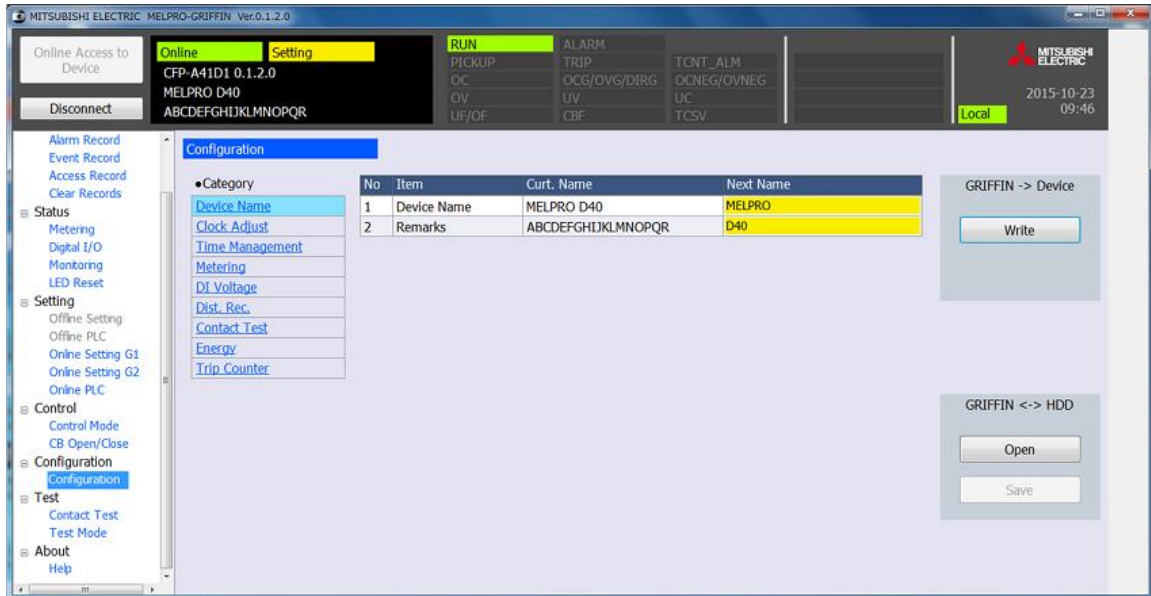 MITSUBISHI ELECTRIC MELPRO-GRIFFIN Ver.0.1.2.0
Online Access to Device
Disconnect
Online Setting
CFP-A41D1 0.1.2.0
MELPRO D40
ABCDEFGHIJKLMNOPQR
RUN ALARM
PICKUP TRIP TCNT_ALM
OC OCG/OVG/DIRG OCNEG/OVNEG
OV UV UC
UF/OF CBF TCSV
MITSUBISHI
ELECTRIC
2015-10-23
Local 09:46
Alarm Record
Event Record
Access Record
Clear Records
Status
Metering
Digital I/O
Monitoring
LED Reset
Setting
Offline Setting
Offline PLC
Online Setting G1
Online Setting G2
Online PLC
Control
Control Mode
CB Open/Close
Configuration
Configuration
Test
Contact Test
Test Mode
About
Help
Configuration
●Category
Device Name
Clock Adjust
Time Management
Metering
DI Voltage
Dist. Rec.
Contact Test
Energy
Trip Counter
No Item Curt. Name Next Name
1 Device Name MELPRO D40 MELPRO
2 Remarks ABCDEFGHIJKLMNOPQR D40
GRIFFIN -> Device
Write
GRIFFIN <-> HDD
Open
Save